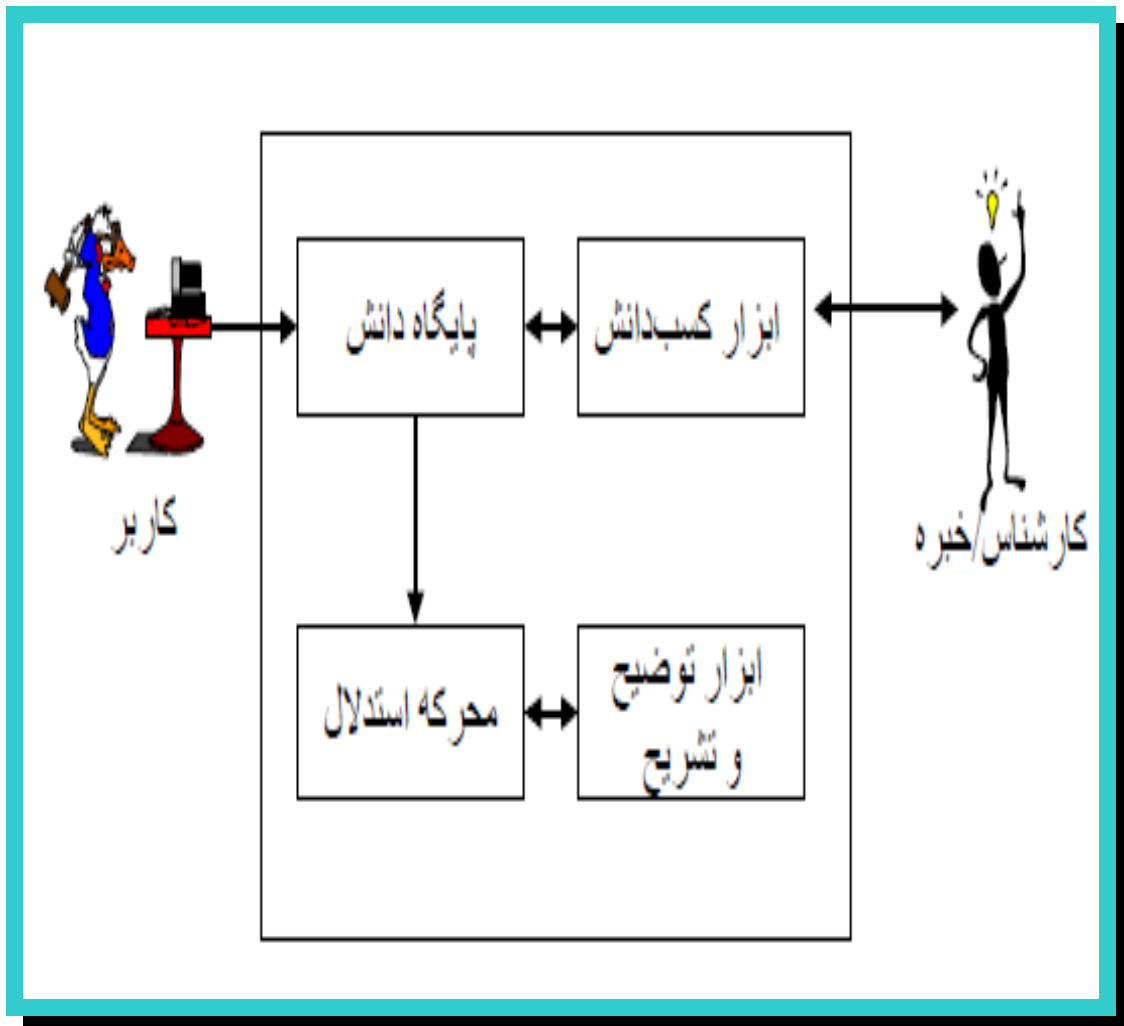 ابزار کسب‌دانش
پایگاه دانش
کارشناس/خبره
کاربر
ابزار توضیح
و تشریح
محرکه استدلال